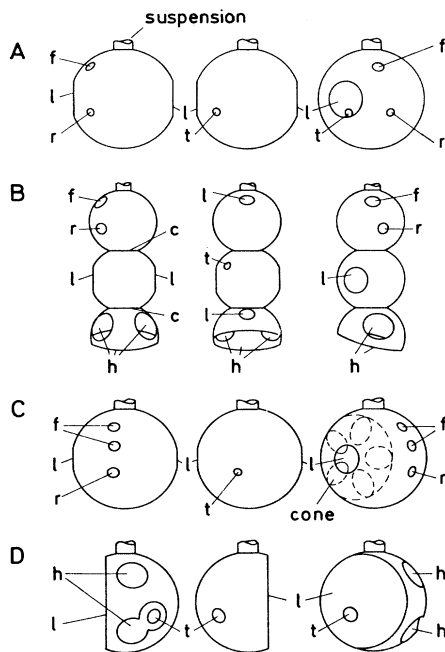 suspension
A f f
l l l
r t t r
B f l f
r c r
t
l l l
c l
h h h
C f f
l l l
r t r
cone
D h h
l l l
t t t h